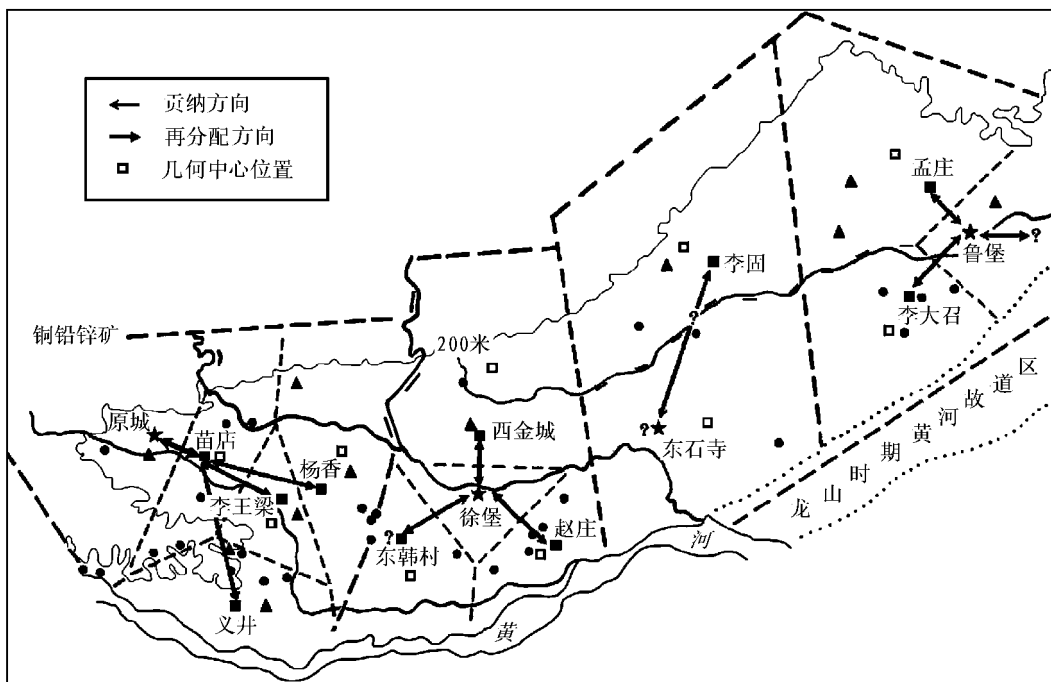 贡纳方向
再分配方向
几何中心位置
孟庄
?
鲁堡
李固
李大召
?
铜铅锌矿
200米
原城
苗店
西金城
?
东石寺
杨香
李王梁
徐堡
?
东韩村
赵庄
义井
黄
河
龙山时期黄河故道区